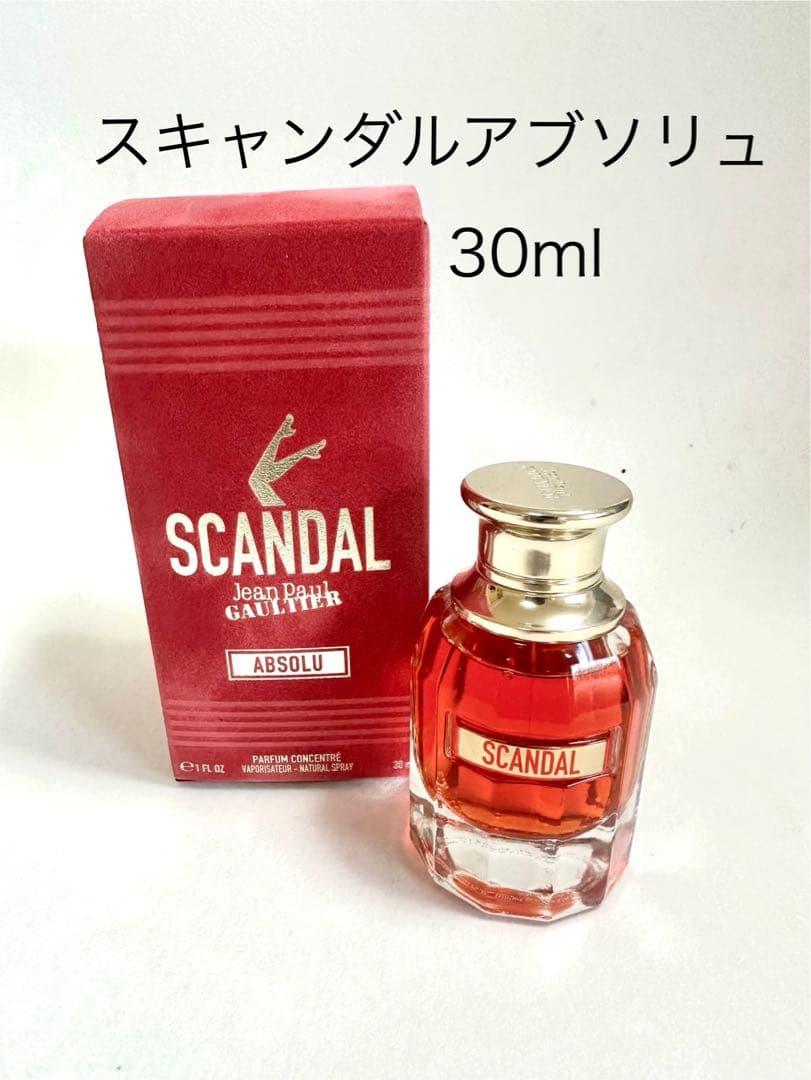 スキャンダルアブソリュ
30ml
SCANDAL
Jean Paul
GAULTIER
ABSOLU
PARFUM CONCENTRÉ
℮1 FL OZ VAPORISATEUR - NATURAL SPRAY 30
SCANDAL